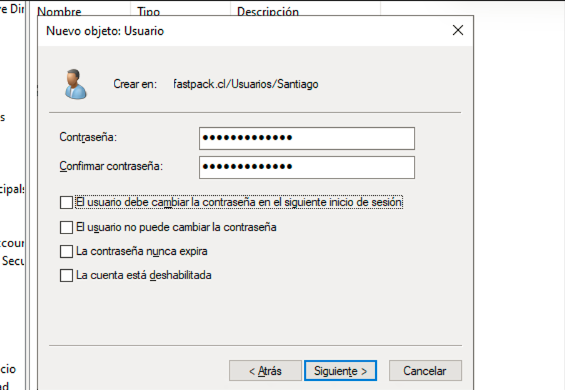 Nombre Tipo Descripción
Nuevo objeto: Usuario
Crear en: fastpack.cl/Usuarios/Santiago
Contraseña: ●●●●●●●●●●●●●
Confirmar contraseña: ●●●●●●●●●●●●●
El usuario debe cambiar la contraseña en el siguiente inicio de sesión
El usuario no puede cambiar la contraseña
La contraseña nunca expira
La cuenta está deshabilitada
< Atrás Siguiente > Cancelar